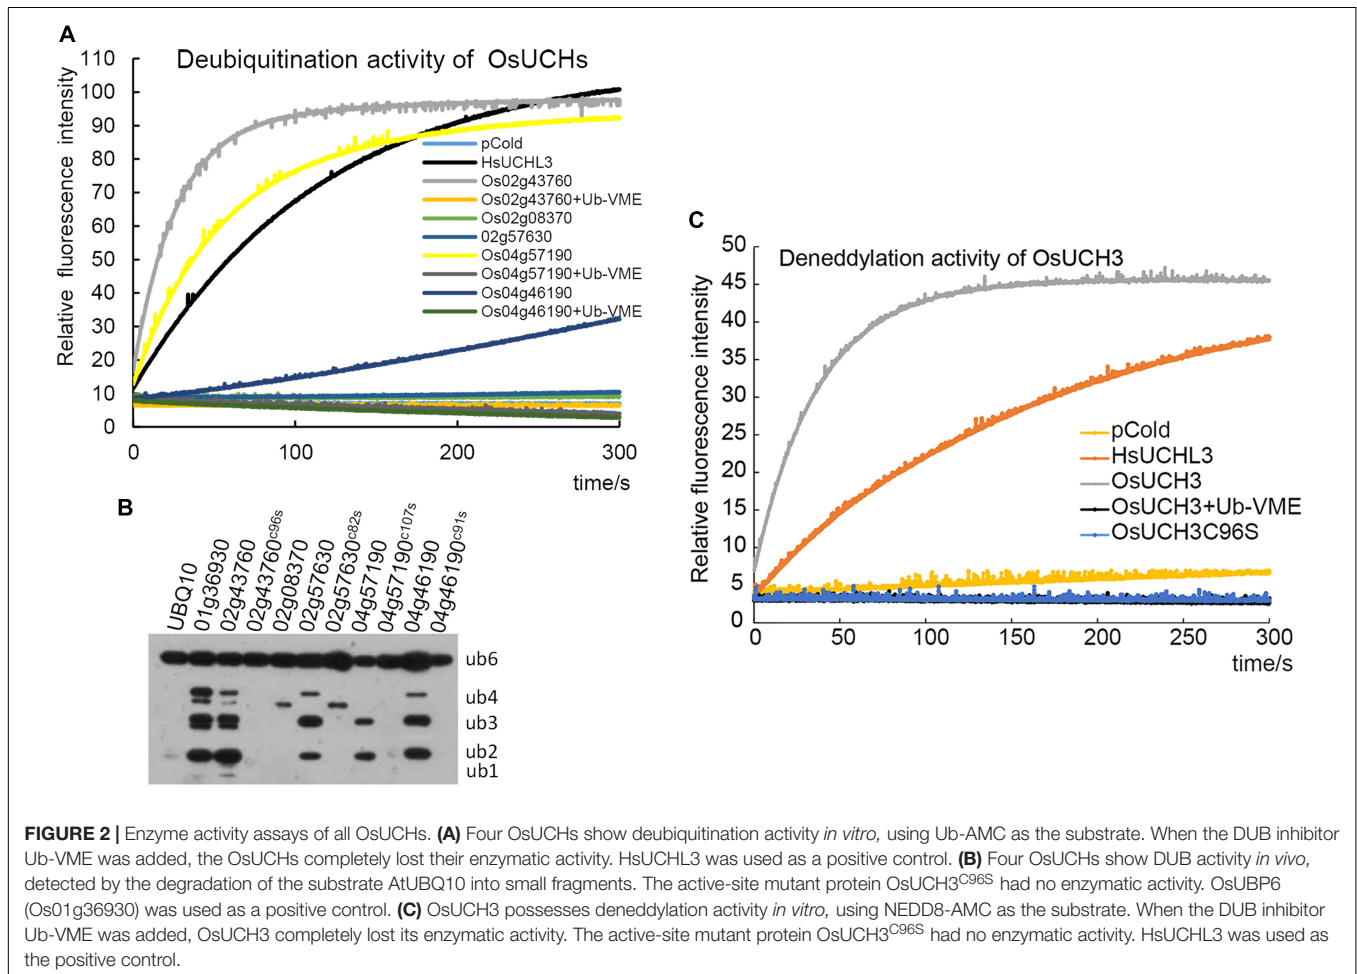 A
Deubiquitination activity of OsUCHs
Relative fluorescence intensity
110
100
90
80
70
60
50
40
30
20
10
0
0 100 200 300
time/s
pCold
HsUCHL3
Os02g43760
Os02g43760+Ub-VME
Os02g08370
02g57630
Os04g57190
Os04g57190+Ub-VME
Os04g46190
Os04g46190+Ub-VME
B
UBQ10
01g36930
02g43760
02g43760c96s
02g08370
02g57630
02g57630c82s
04g57190
04g57190c107s
04g46190
04g46190c91s
ub6
ub4
ub3
ub2
ub1
C
Deneddylation activity of OsUCH3
Relative fluorescence intensity
50
45
40
35
30
25
20
15
10
5
0
0 50 100 150 200 250 300
time/s
pCold
HsUCHL3
OsUCH3
OsUCH3+Ub-VME
OsUCH3C96S
FIGURE 2 | Enzyme activity assays of all OsUCHs. (A) Four OsUCHs show deubiquitination activity in vitro, using Ub-AMC as the substrate. When the DUB inhibitor
Ub-VME was added, the OsUCHs completely lost their enzymatic activity. HsUCHL3 was used as a positive control. (B) Four OsUCHs show DUB activity in vivo,
detected by the degradation of the substrate AtUBQ10 into small fragments. The active-site mutant protein OsUCH3C96S had no enzymatic activity. OsUBP6
(Os01g36930) was used as a positive control. (C) OsUCH3 possesses deneddylation activity in vitro, using NEDD8-AMC as the substrate. When the DUB inhibitor
Ub-VME was added, OsUCH3 completely lost its enzymatic activity. The active-site mutant protein OsUCH3C96S had no enzymatic activity. HsUCHL3 was used as
the positive control.